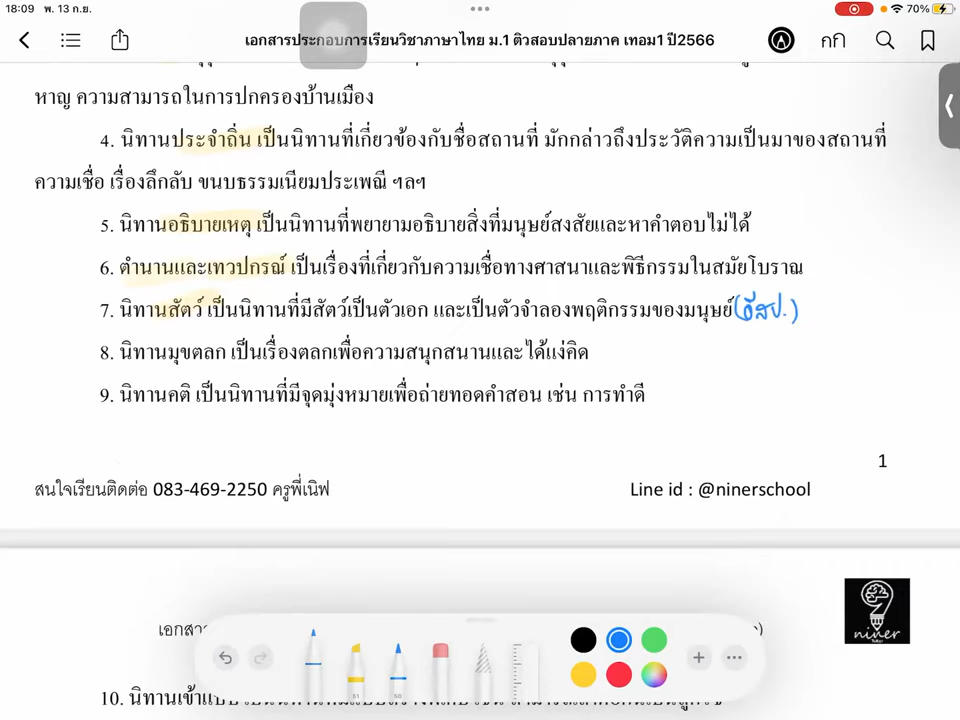 18:09 พ. 13 ก.ย. 70%
เอกสารประกอบการเรียนวิชาภาษาไทย ม.1 ติวสอบปลายภาค เทอม1 ปี2566
หาญ ความสามารถในการปกครองบ้านเมือง
4. นิทานประจำถิ่น เป็นนิทานที่เกี่ยวข้องกับชื่อสถานที่ มักกล่าวถึงประวัติความเป็นมาของสถานที่
ความเชื่อ เรื่องลึกลับ ขนบธรรมเนียมประเพณี ฯลฯ
5. นิทานอธิบายเหตุ เป็นนิทานที่พยายามอธิบายสิ่งที่มนุษย์สงสัยและหาคำตอบไม่ได้
6. ตำนานและเทวปกรณ์ เป็นเรื่องที่เกี่ยวกับความเชื่อทางศาสนาและพิธีกรรมในสมัยโบราณ
7. นิทานสัตว์ เป็นนิทานที่มีสัตว์เป็นตัวเอก และเป็นตัวจำลองพฤติกรรมของมนุษย์ (อีสป.)
8. นิทานมุขตลก เป็นเรื่องตลกเพื่อความสนุกสนานและได้แง่คิด
9. นิทานคติ เป็นนิทานที่มีจุดมุ่งหมายเพื่อถ่ายทอดคำสอน เช่น การทำดี
1
สนใจเรียนติดต่อ 083-469-2250 ครูพี่เนิฟ Line id : @ninerschool
niner
51 50
10. นิทานเข้าแบบ